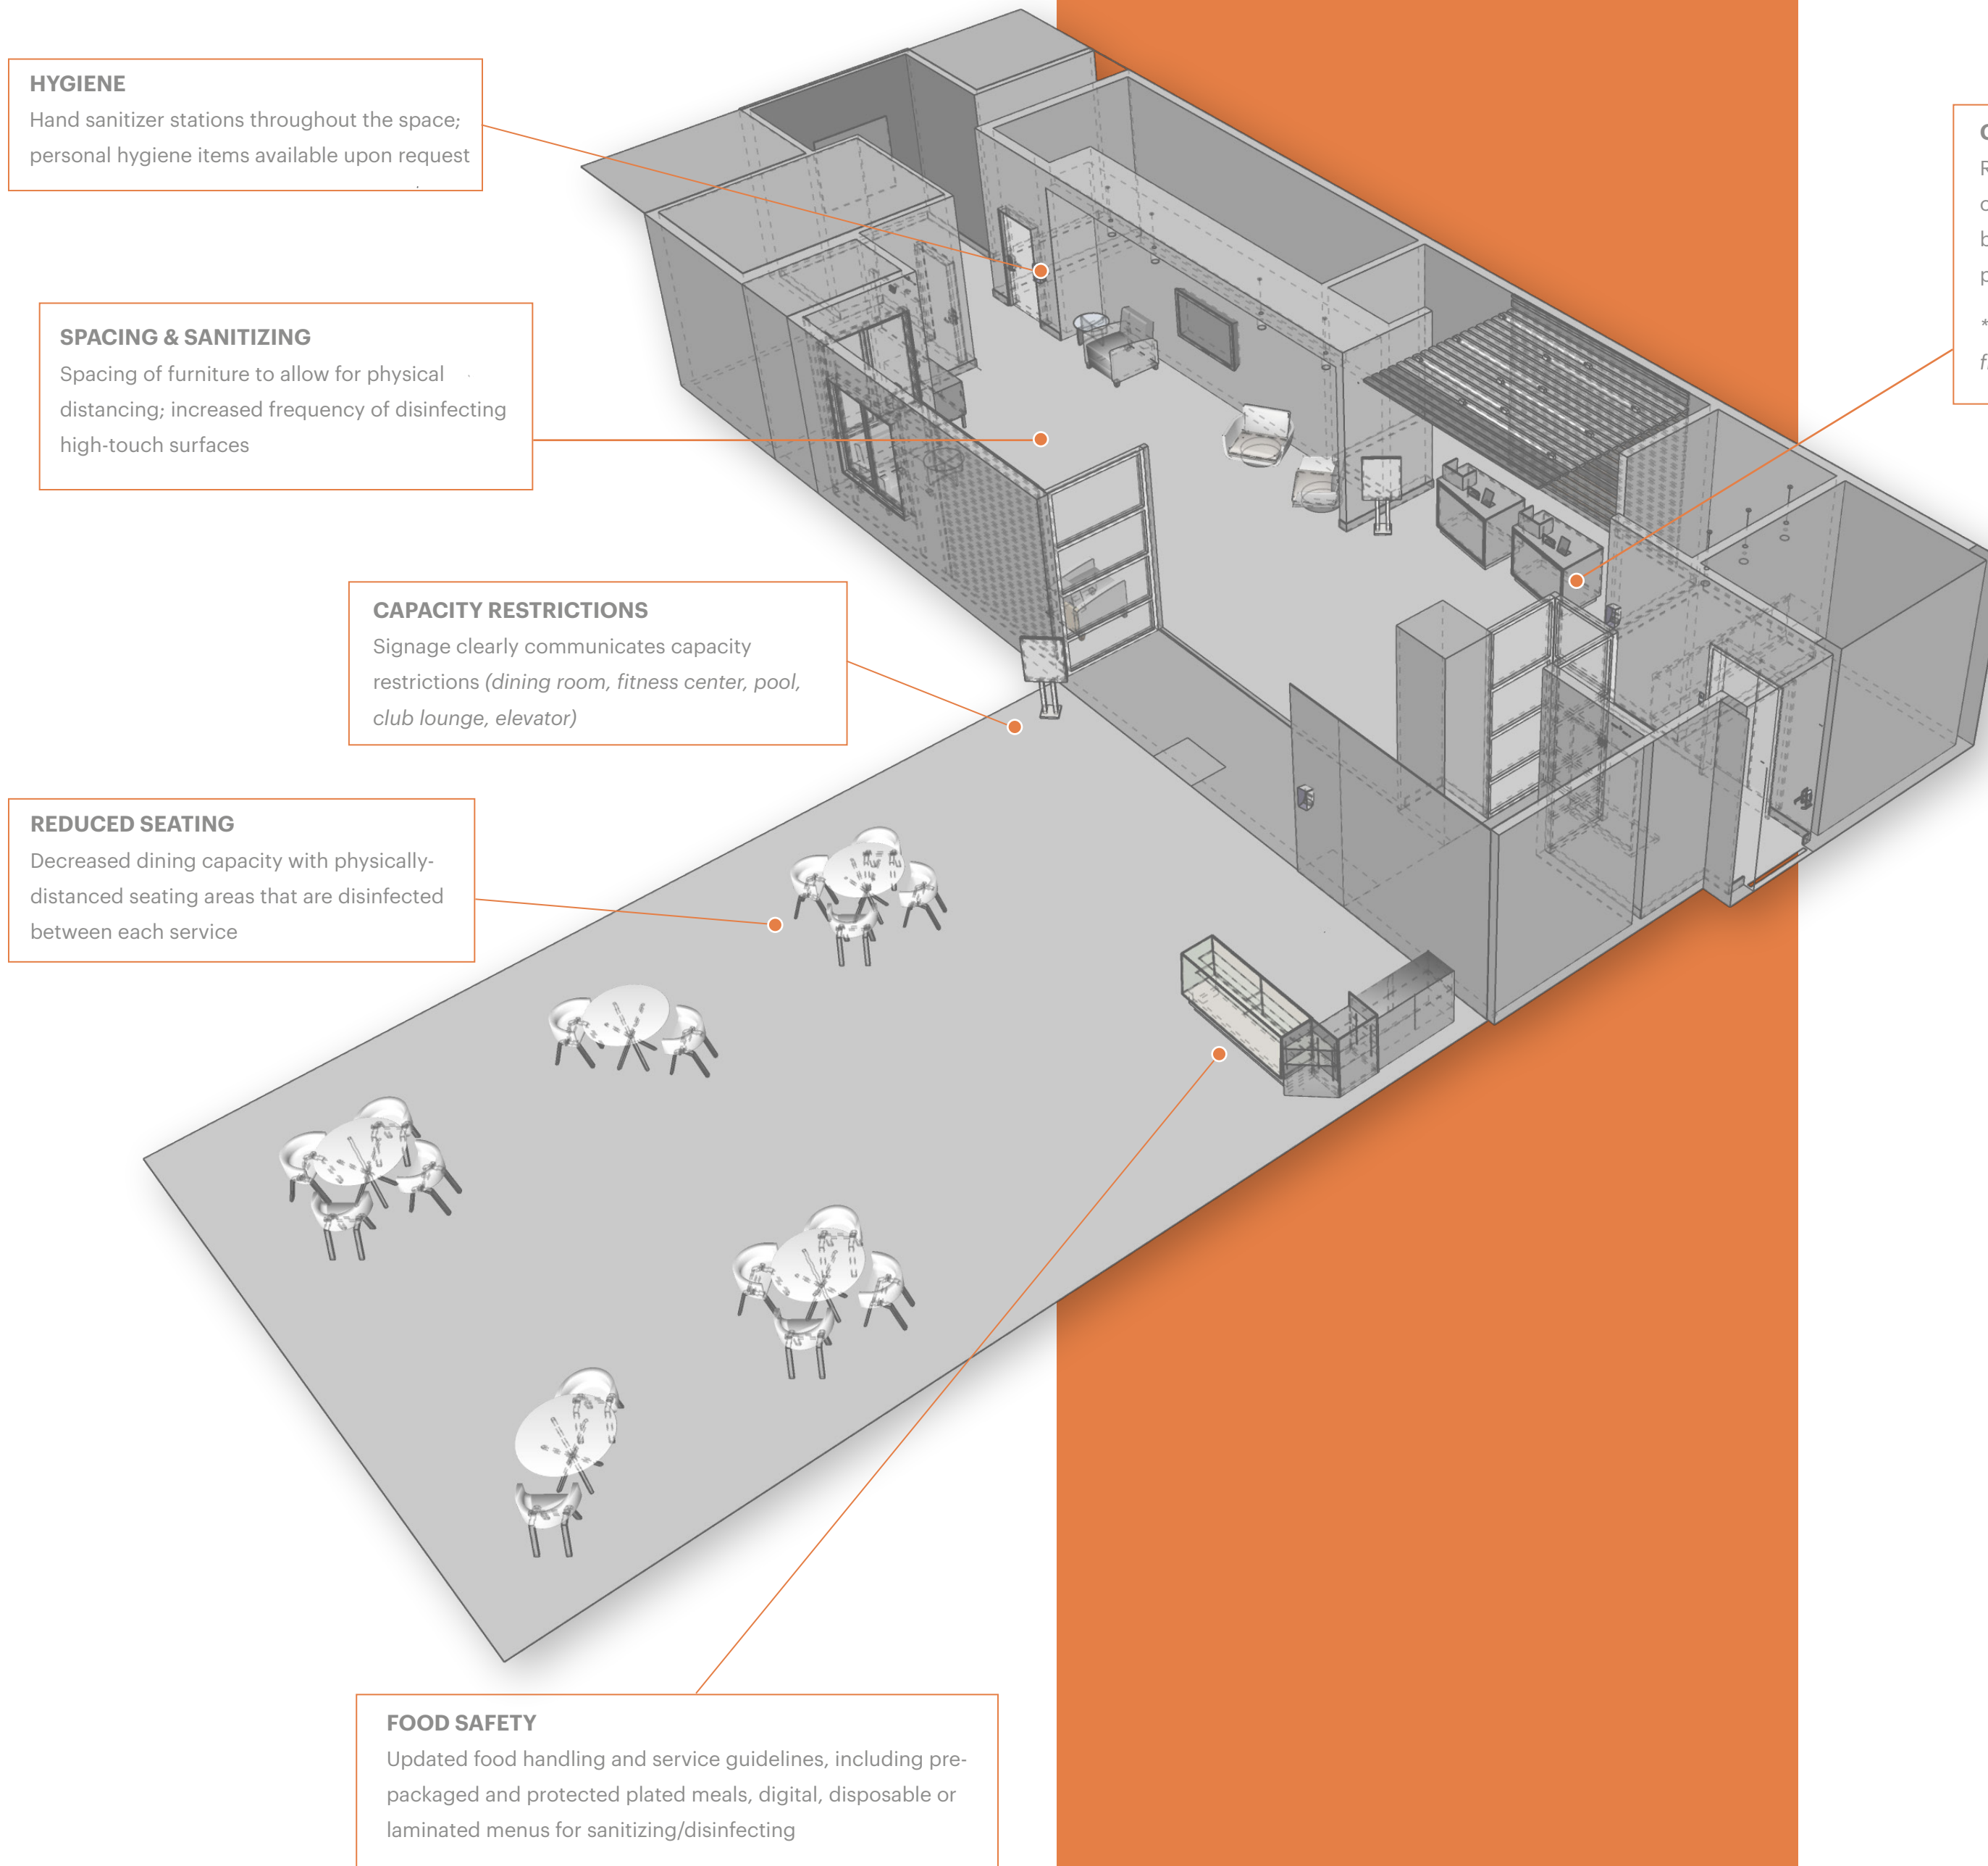 HYGIENE
Hand sanitizer stations throughout the space;
personal hygiene items available upon request
SPACING & SANITIZING
Spacing of furniture to allow for physical
distancing; increased frequency of disinfecting
high-touch surfaces
CAPACITY RESTRICTIONS
Signage clearly communicates capacity
restrictions (dining room, fitness center, pool,
club lounge, elevator)
REDUCED SEATING
Decreased dining capacity with physically-
distanced seating areas that are disinfected
between each service
FOOD SAFETY
Updated food handling and service guidelines, including pre-
packaged and protected plated meals, digital, disposable or
laminated menus for sanitizing/disinfecting